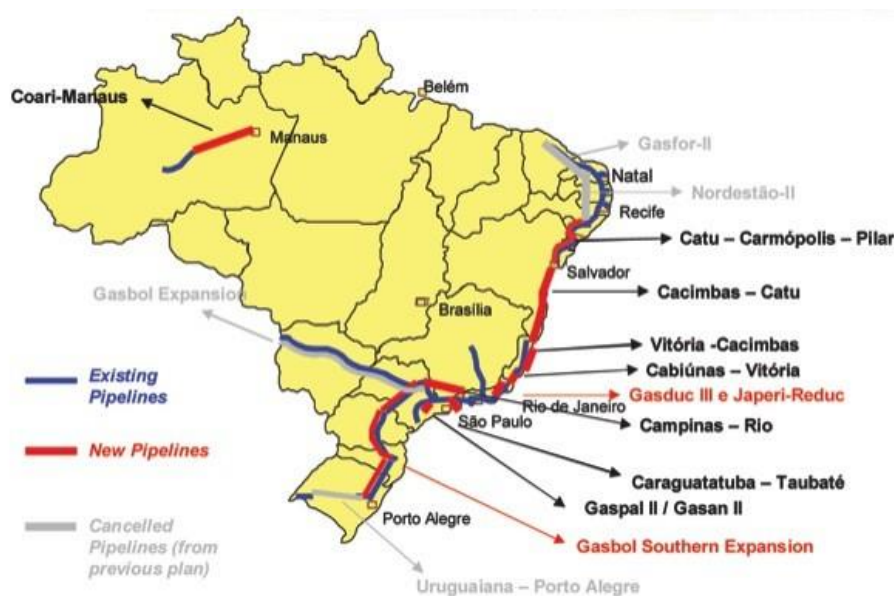 Coari-Manaus
Belém
Manaus
Gasfor-II
Natal
Nordestão-II
Recife
Catu – Carmópolis – Pilar
Salvador
Cacimbas – Catu
Gasbol Expansion
Brasília
Vitória -Cacimbas
Cabiúnas – Vitória
Existing
Pipelines
Gasduc III e Japeri-Reduc
Rio de Janeiro
Campinas – Rio
São Paulo
New Pipelines
Caraguatatuba – Taubaté
Gaspal II / Gasan II
Cancelled
Pipelines (from
previous plan)
Porto Alegre
Gasbol Southern Expansion
Uruguaiana – Porto Alegre